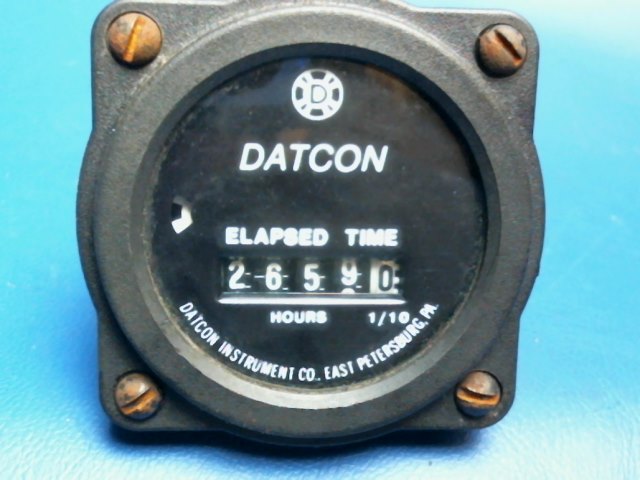 D
DATCON
ELAPSED TIME
2 6 5 9 0
HOURS 1/10
DATCON INSTRUMENT CO., EAST PETERSBURG, PA.